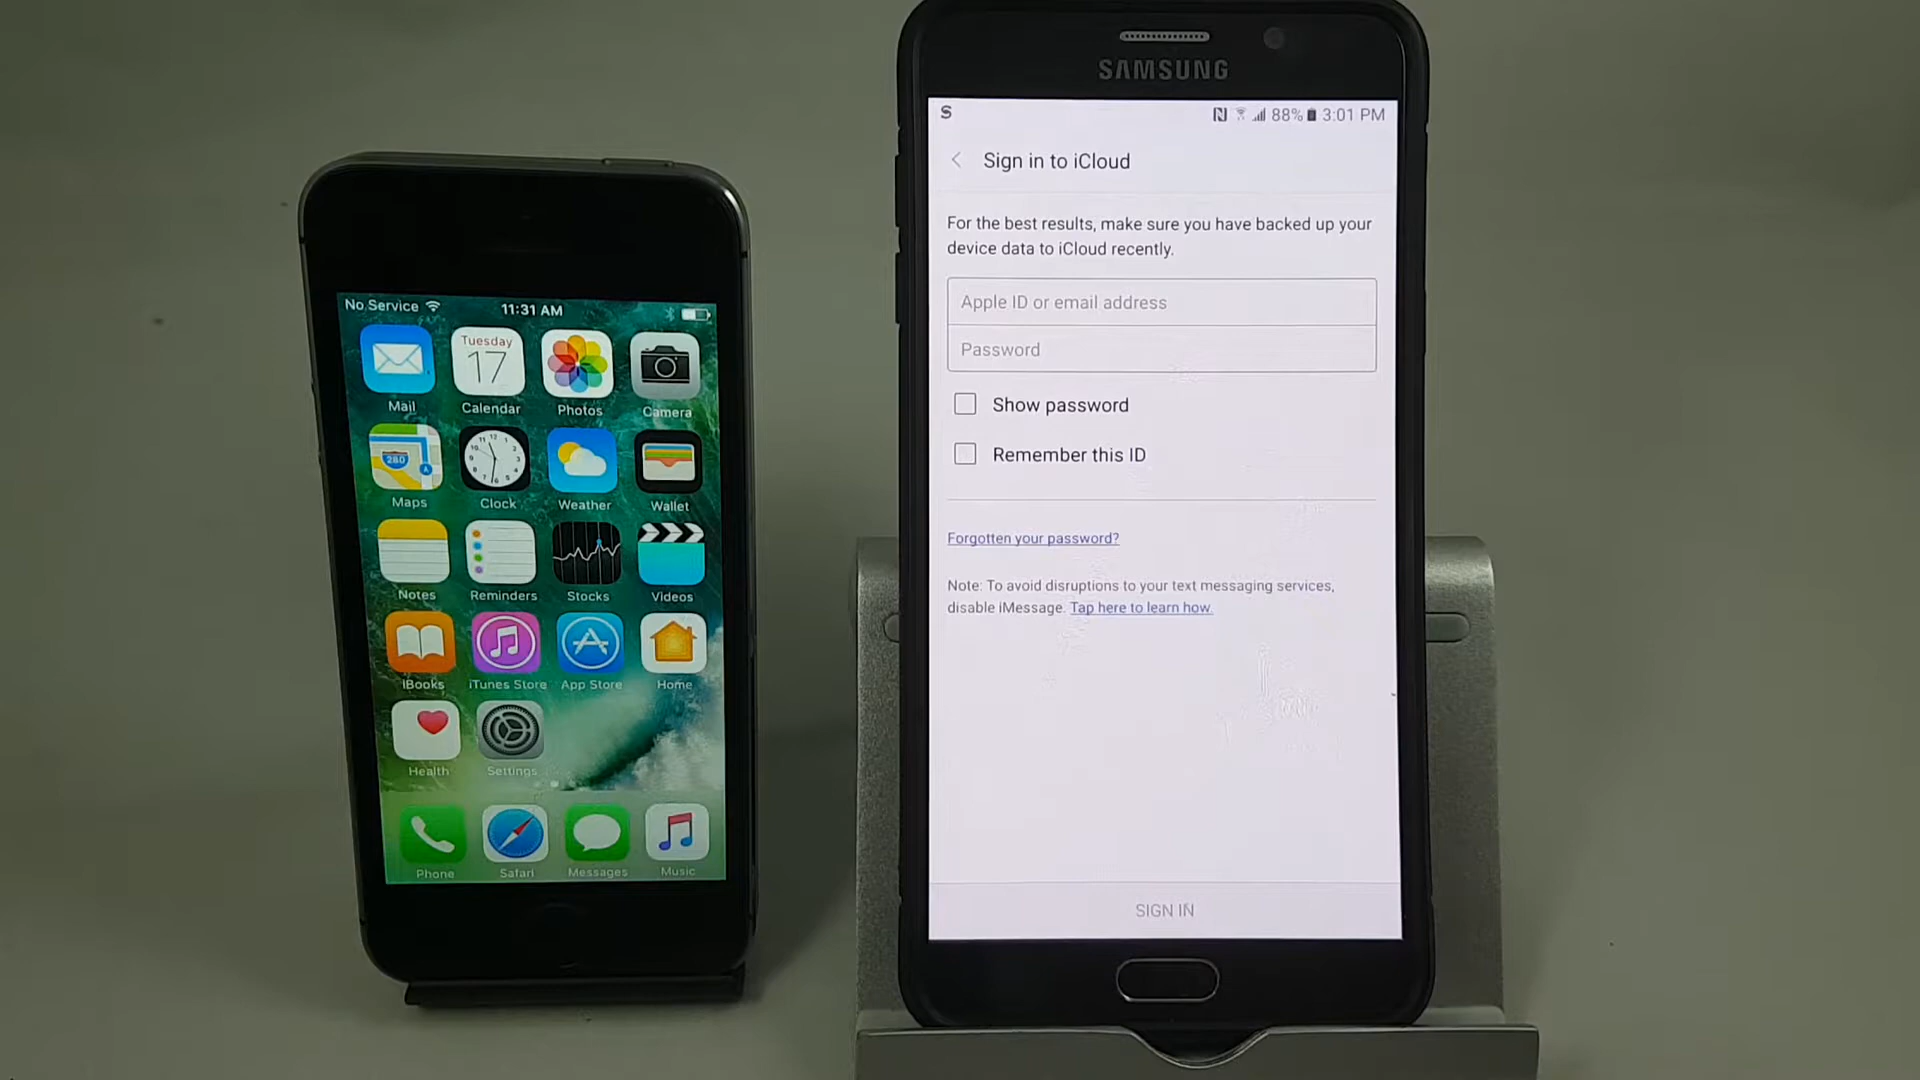 No Service
11:31 AM
Tuesday
17
Mail
Calendar
Photos
Camera
280
Maps
Clock
Weather
Wallet
Notes
Reminders
Stocks
Videos
iBooks
iTunes Store
App Store
Home
Health
Settings
Phone
Safari
Messages
Music
SAMSUNG
S
N
88%
3:01 PM
Sign in to iCloud
For the best results, make sure you have backed up your
device data to iCloud recently.
Apple ID or email address
Password
Show password
Remember this ID
Forgotten your password?
Note: To avoid disruptions to your text messaging services,
disable iMessage. Tap here to learn how.
SIGN IN